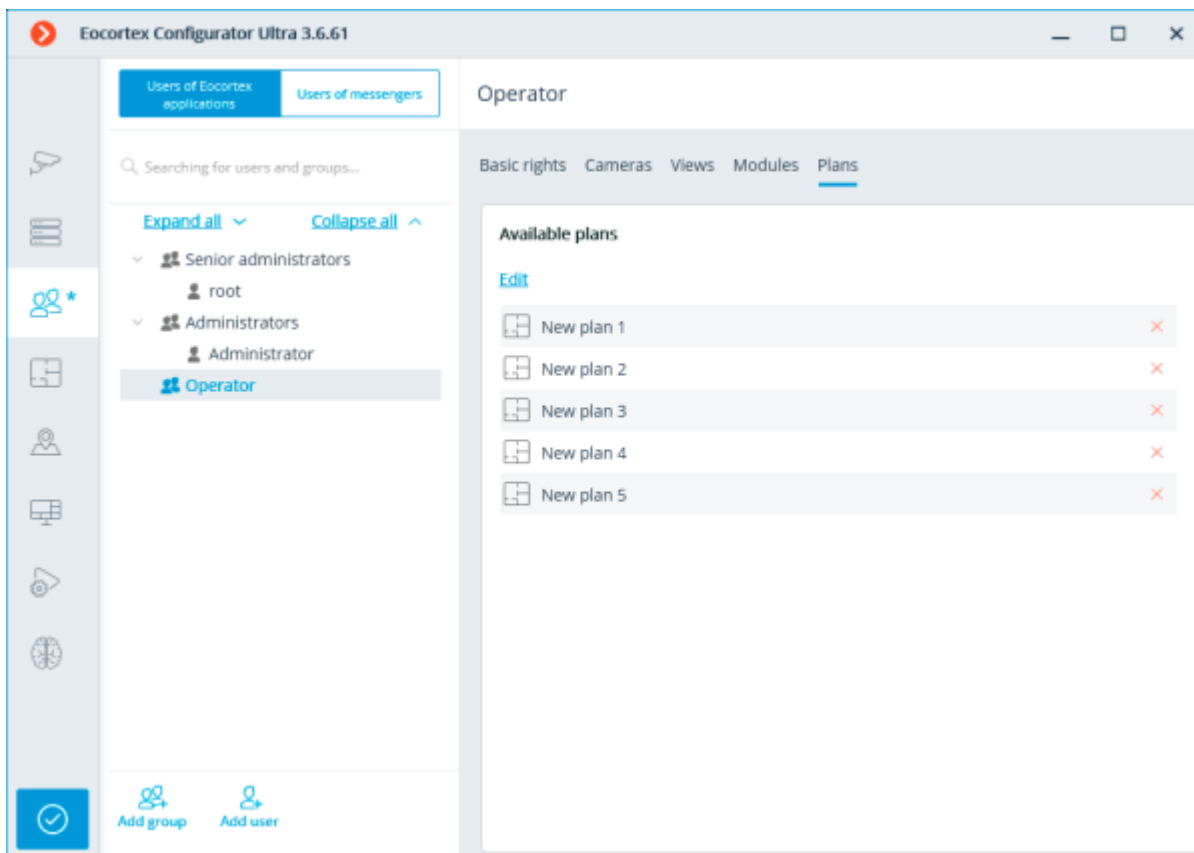 Eocortex Configurator Ultra 3.6.61
Users of Eocortex
applications
Users of messengers
Operator
Searching for users and groups...
Basic rights Cameras Views Modules Plans
Expand all
Collapse all
Available plans
Edit
Senior administrators
root
Administrators
Administrator
Operator
New plan 1
New plan 2
New plan 3
New plan 4
New plan 5
*
Add group
Add user